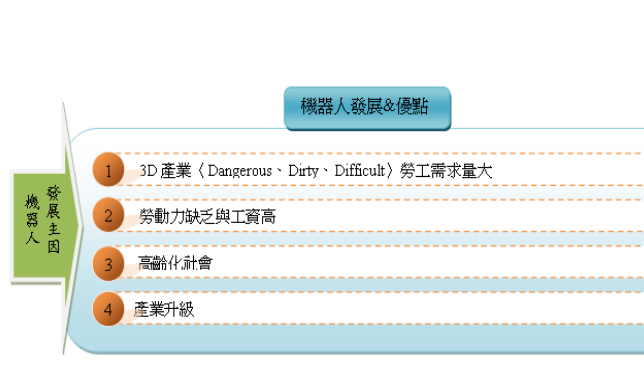 機器人發展&優點
機器人
發展主因
1 3D 產業〈Dangerous、Dirty、Difficult〉勞工需求量大
2 勞動力缺乏與工資高
3 高齡化社會
4 產業升級